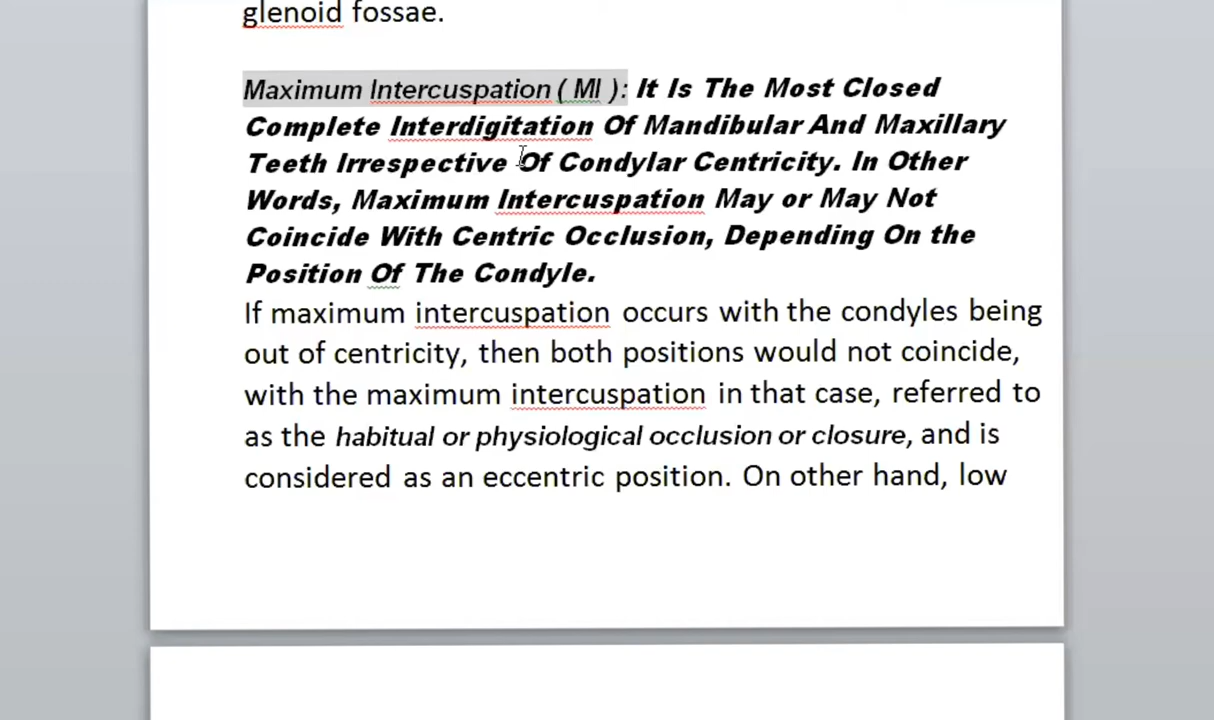 glenoid fossae.
Maximum Intercuspation ( MI ): It Is The Most Closed
Complete Interdigitation Of Mandibular And Maxillary
Teeth Irrespective Of Condylar Centricity. In Other
Words, Maximum Intercuspation May or May Not
Coincide With Centric Occlusion, Depending On the
Position Of The Condyle.
If maximum intercuspation occurs with the condyles being
out of centricity, then both positions would not coincide,
with the maximum intercuspation in that case, referred to
as the habitual or physiological occlusion or closure, and is
considered as an eccentric position. On other hand, low